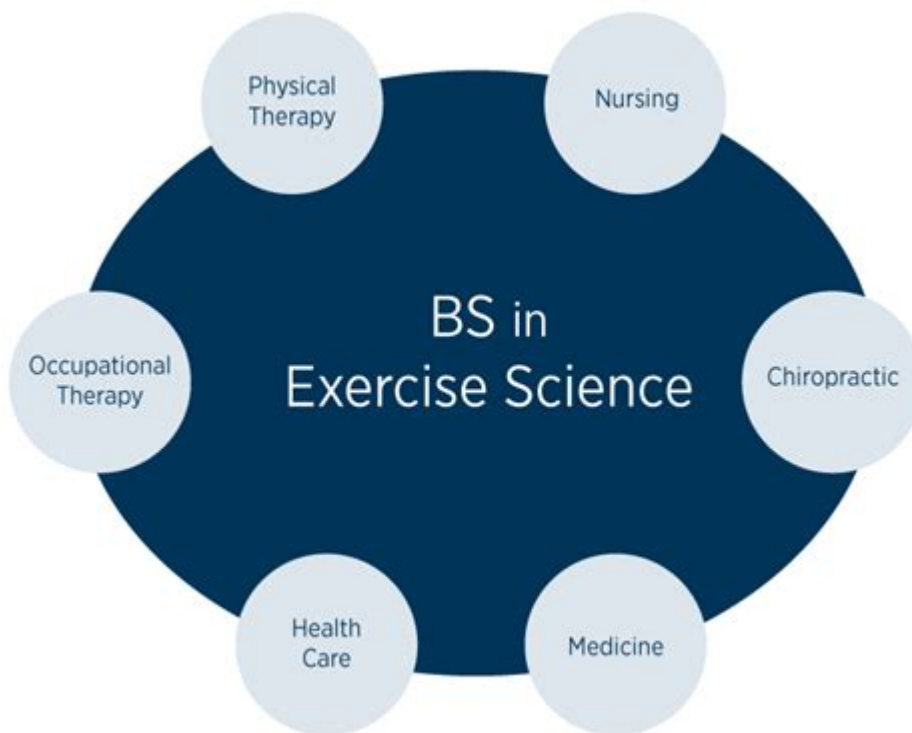 Physical
Therapy
Nursing
BS in
Exercise Science
Occupational
Therapy
Chiropractic
Health
Care
Medicine